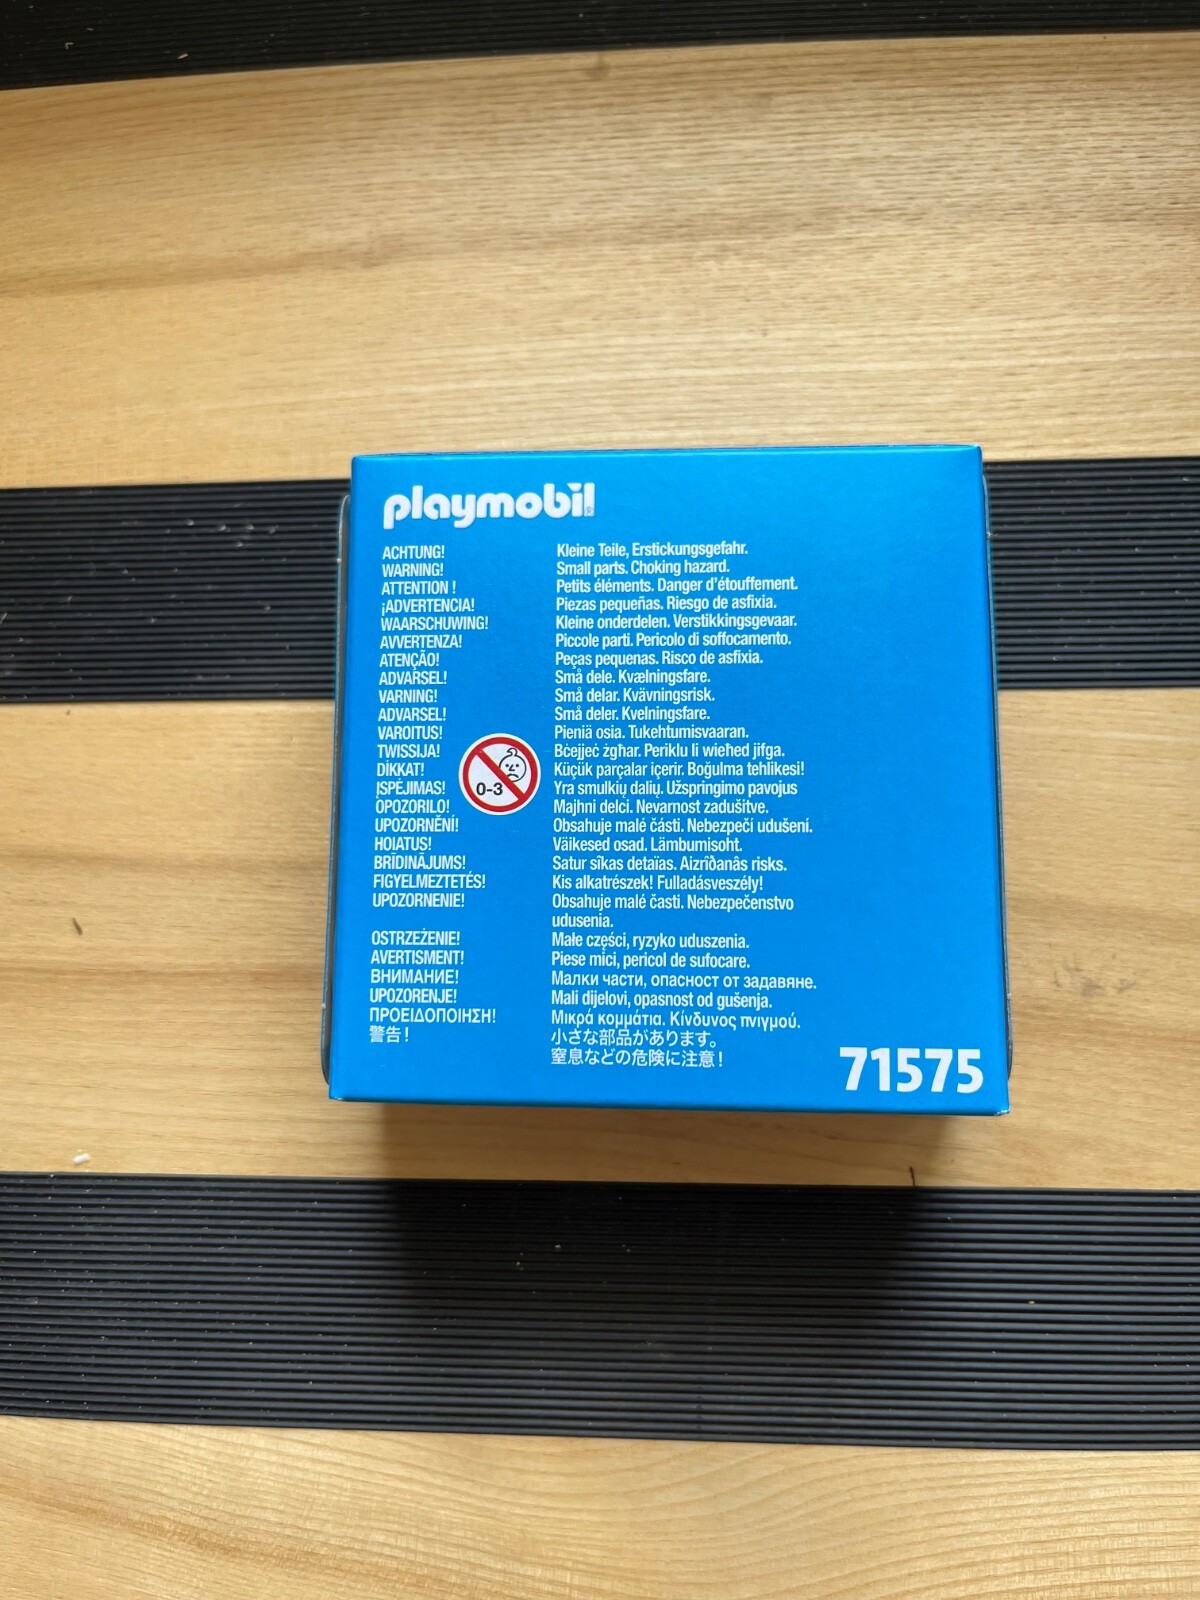 playmobil®
ACHTUNG! Kleine Teile, Erstickungsgefahr.
WARNING! Small parts. Choking hazard.
ATTENTION ! Petits éléments. Danger d'étouffement.
¡ADVERTENCIA! Piezas pequeñas. Riesgo de asfixia.
WAARSCHUWING! Kleine onderdelen. Verstikkingsgevaar.
AVVERTENZA! Piccole parti. Pericolo di soffocamento.
ATENÇÃO! Peças pequenas. Risco de asfixia.
ADVARSEL! Små dele. Kvælningsfare.
VARNING! Små delar. Kvävningsrisk.
ADVARSEL! Små deler. Kvelningsfare.
VAROITUS! Pieniä osia. Tukehtumisvaaran.
TWISSIJA! Bċejjeċ żgħar. Periklu li wieħed jifga.
DİKKAT! Küçük parçalar içerir. Boğulma tehlikesi!
ĮSPĖJIMAS! 0-3 Yra smulkių dalių. Užspringimo pavojus
OPOZORILO! Majhni delci. Nevarnost zadušitve.
UPOZORNĚNÍ! Obsahuje malé části. Nebezpečí udušení.
HOIATUS! Väikesed osad. Lämbumisoht.
BRĪDINĀJUMS! Satur sîkas detaïas. Aizrîðanâs risks.
FIGYELMEZTETÉS! Kis alkatrészek! Fulladásveszély!
UPOZORNENIE! Obsahuje malé časti. Nebezpečenstvo
udusenia.
OSTRZEŻENIE! Małe części, ryzyko uduszenia.
AVERTISMENT! Piese mici, pericol de sufocare.
ВНИМАНИЕ! Малки части, опасност от задавяне.
UPOZORENJE! Mali dijelovi, opasnost od gušenja.
ΠΡΟΕΙΔΟΠΟΙΗΣΗ! Μικρά κομμάτια. Κίνδυνος πνιγμού.
警告! 小さな部品があります。
窒息などの危険に注意!
71575